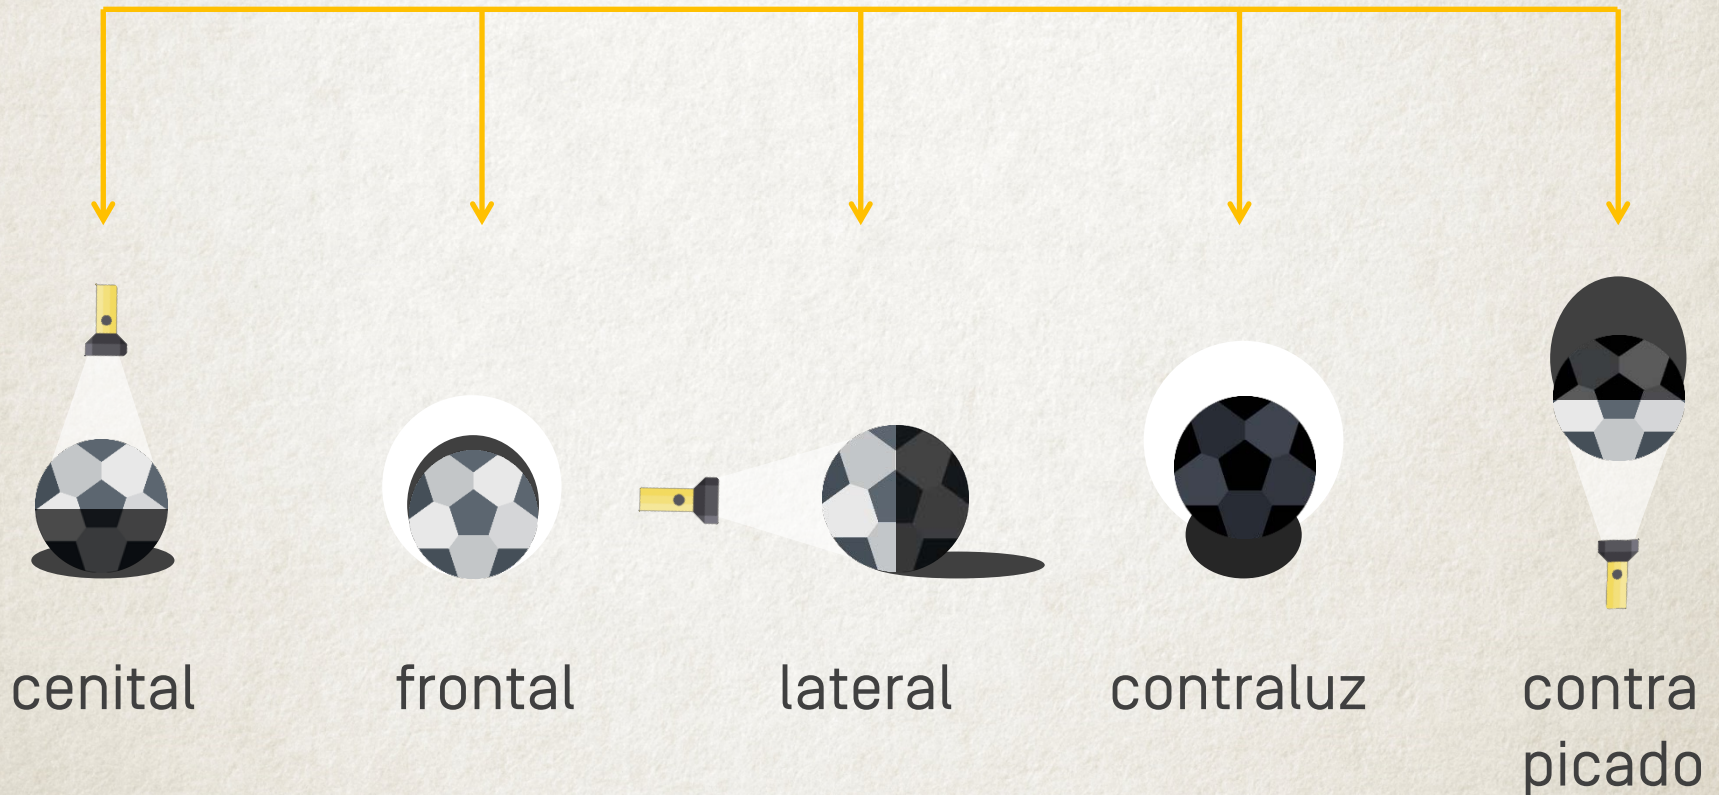 cenital
frontal
lateral
contraluz
contra
picado